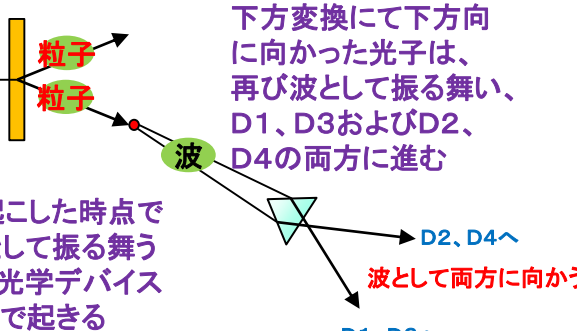 下方変換にて下方向
に向かった光子は、
再び波として振る舞い、
D1、D3およびD2、
D4の両方に進む
粒子
粒子
波
こした時点で
して振る舞う
光学デバイス
で起きる
D2、D4へ
波として両方に向かう